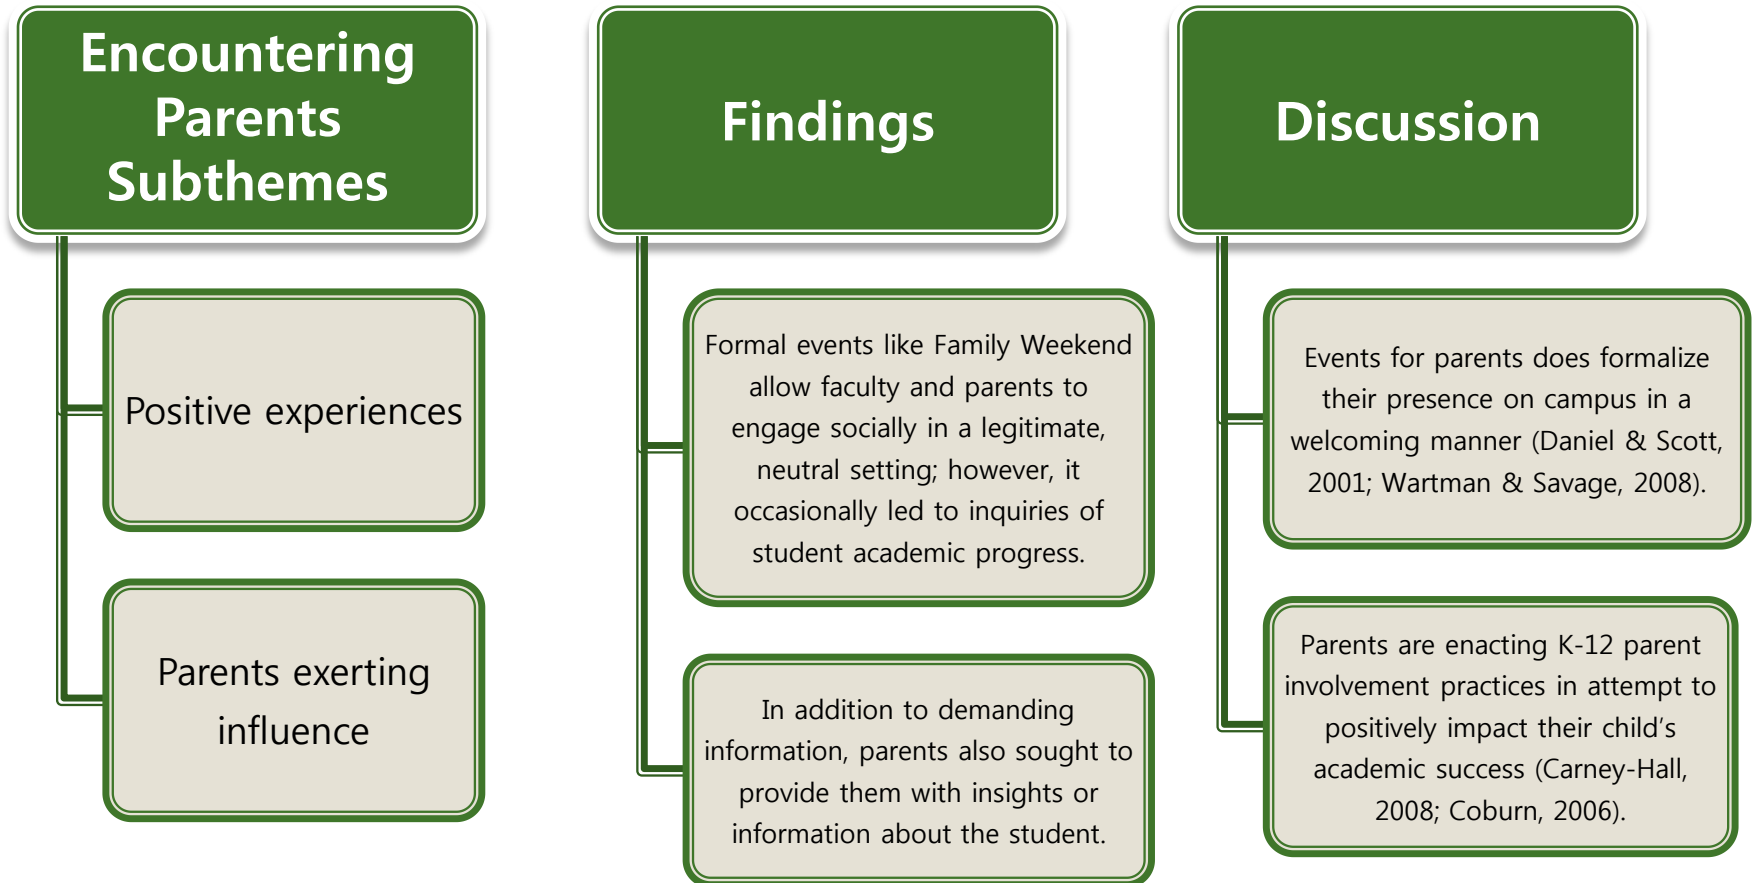 Encountering
Parents
Subthemes
Positive experiences
Parents exerting
influence
Findings
Formal events like Family Weekend
allow faculty and parents to
engage socially in a legitimate,
neutral setting; however, it
occasionally led to inquiries of
student academic progress.
In addition to demanding
information, parents also sought to
provide them with insights or
information about the student.
Discussion
Events for parents does formalize
their presence on campus in a
welcoming manner (Daniel & Scott,
2001; Wartman & Savage, 2008).
Parents are enacting K-12 parent
involvement practices in attempt to
positively impact their child's
academic success (Carney-Hall,
2008; Coburn, 2006).